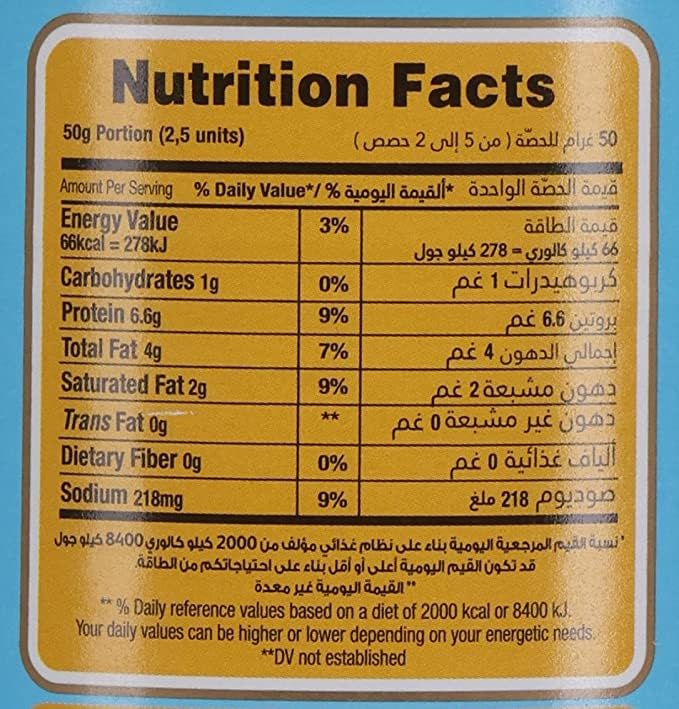 Nutrition Facts
50g Portion (2,5 units) 50 غرام للحصّة ( من 5 إلى 2 حصص )
Amount Per Serving % Daily Value*/ % القيمة اليومية* قيمة الحصّة الواحدة
Energy Value 3% قيمة الطاقة
66kcal = 278kJ 66 كيلو كالوري = 278 كيلو جول
Carbohydrates 1g 0% كربوهيدرات 1 غم
Protein 6.6g 9% بروتين 6.6 غم
Total Fat 4g 7% إجمالي الدهون 4 غم
Saturated Fat 2g 9% دهون مشبعة 2 غم
Trans Fat 0g ** دهون غير مشبعة 0 غم
Dietary Fiber 0g 0% ألياف غذائية 0 غم
Sodium 218mg 9% صوديوم 218 ملغ
* نسبة القيم المرجعية اليومية بناء على نظام غذائي مؤلف من 2000 كيلو كالوري 8400 كيلو جول
قد تكون القيم اليومية أعلى أو أقل بناء على احتياجاتكم من الطاقة.
** القيمة اليومية غير معدة
** % Daily reference values based on a diet of 2000 kcal or 8400 kJ.
Your daily values can be higher or lower depending on your energetic needs.
**DV not established